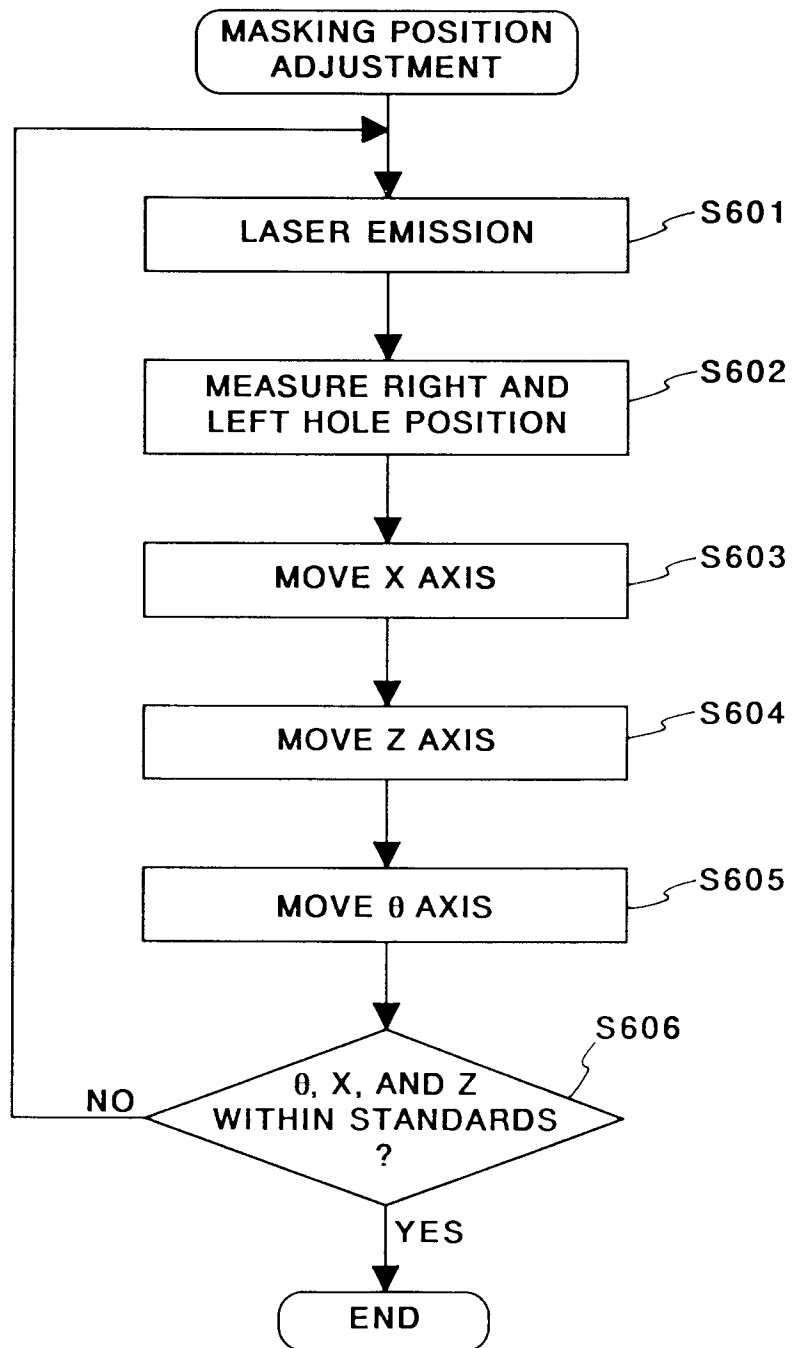 MASKING POSITION
ADJUSTMENT
LASER EMISSION
S601
MEASURE RIGHT AND
LEFT HOLE POSITION
S602
MOVE X AXIS
S603
MOVE Z AXIS
S604
MOVE θ AXIS
S605
S606
θ, X, AND Z
WITHIN STANDARDS
?
NO
YES
END